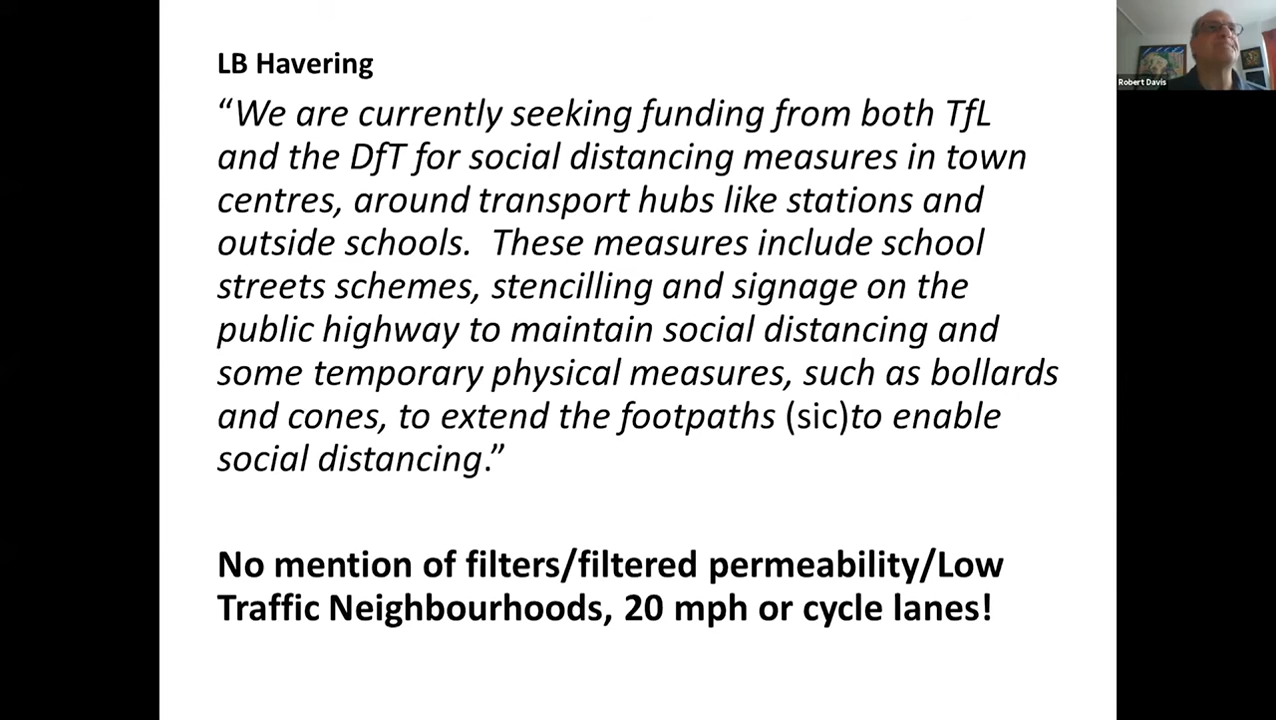 LB Havering
“We are currently seeking funding from both TfL
and the DfT for social distancing measures in town
centres, around transport hubs like stations and
outside schools.  These measures include school
streets schemes, stencilling and signage on the
public highway to maintain social distancing and
some temporary physical measures, such as bollards
and cones, to extend the footpaths (sic)to enable
social distancing.”
No mention of filters/filtered permeability/Low
Traffic Neighbourhoods, 20 mph or cycle lanes!
Robert Davis